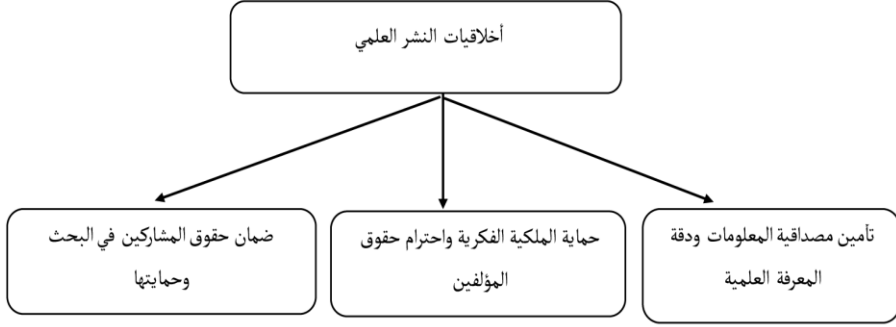 أخلاقيات النشر العلمي
تأمين مصداقية المعلومات ودقة
المعرفة العلمية
حماية الملكية الفكرية واحترام حقوق
المؤلفين
ضمان حقوق المشاركين في البحث
وحمايتها